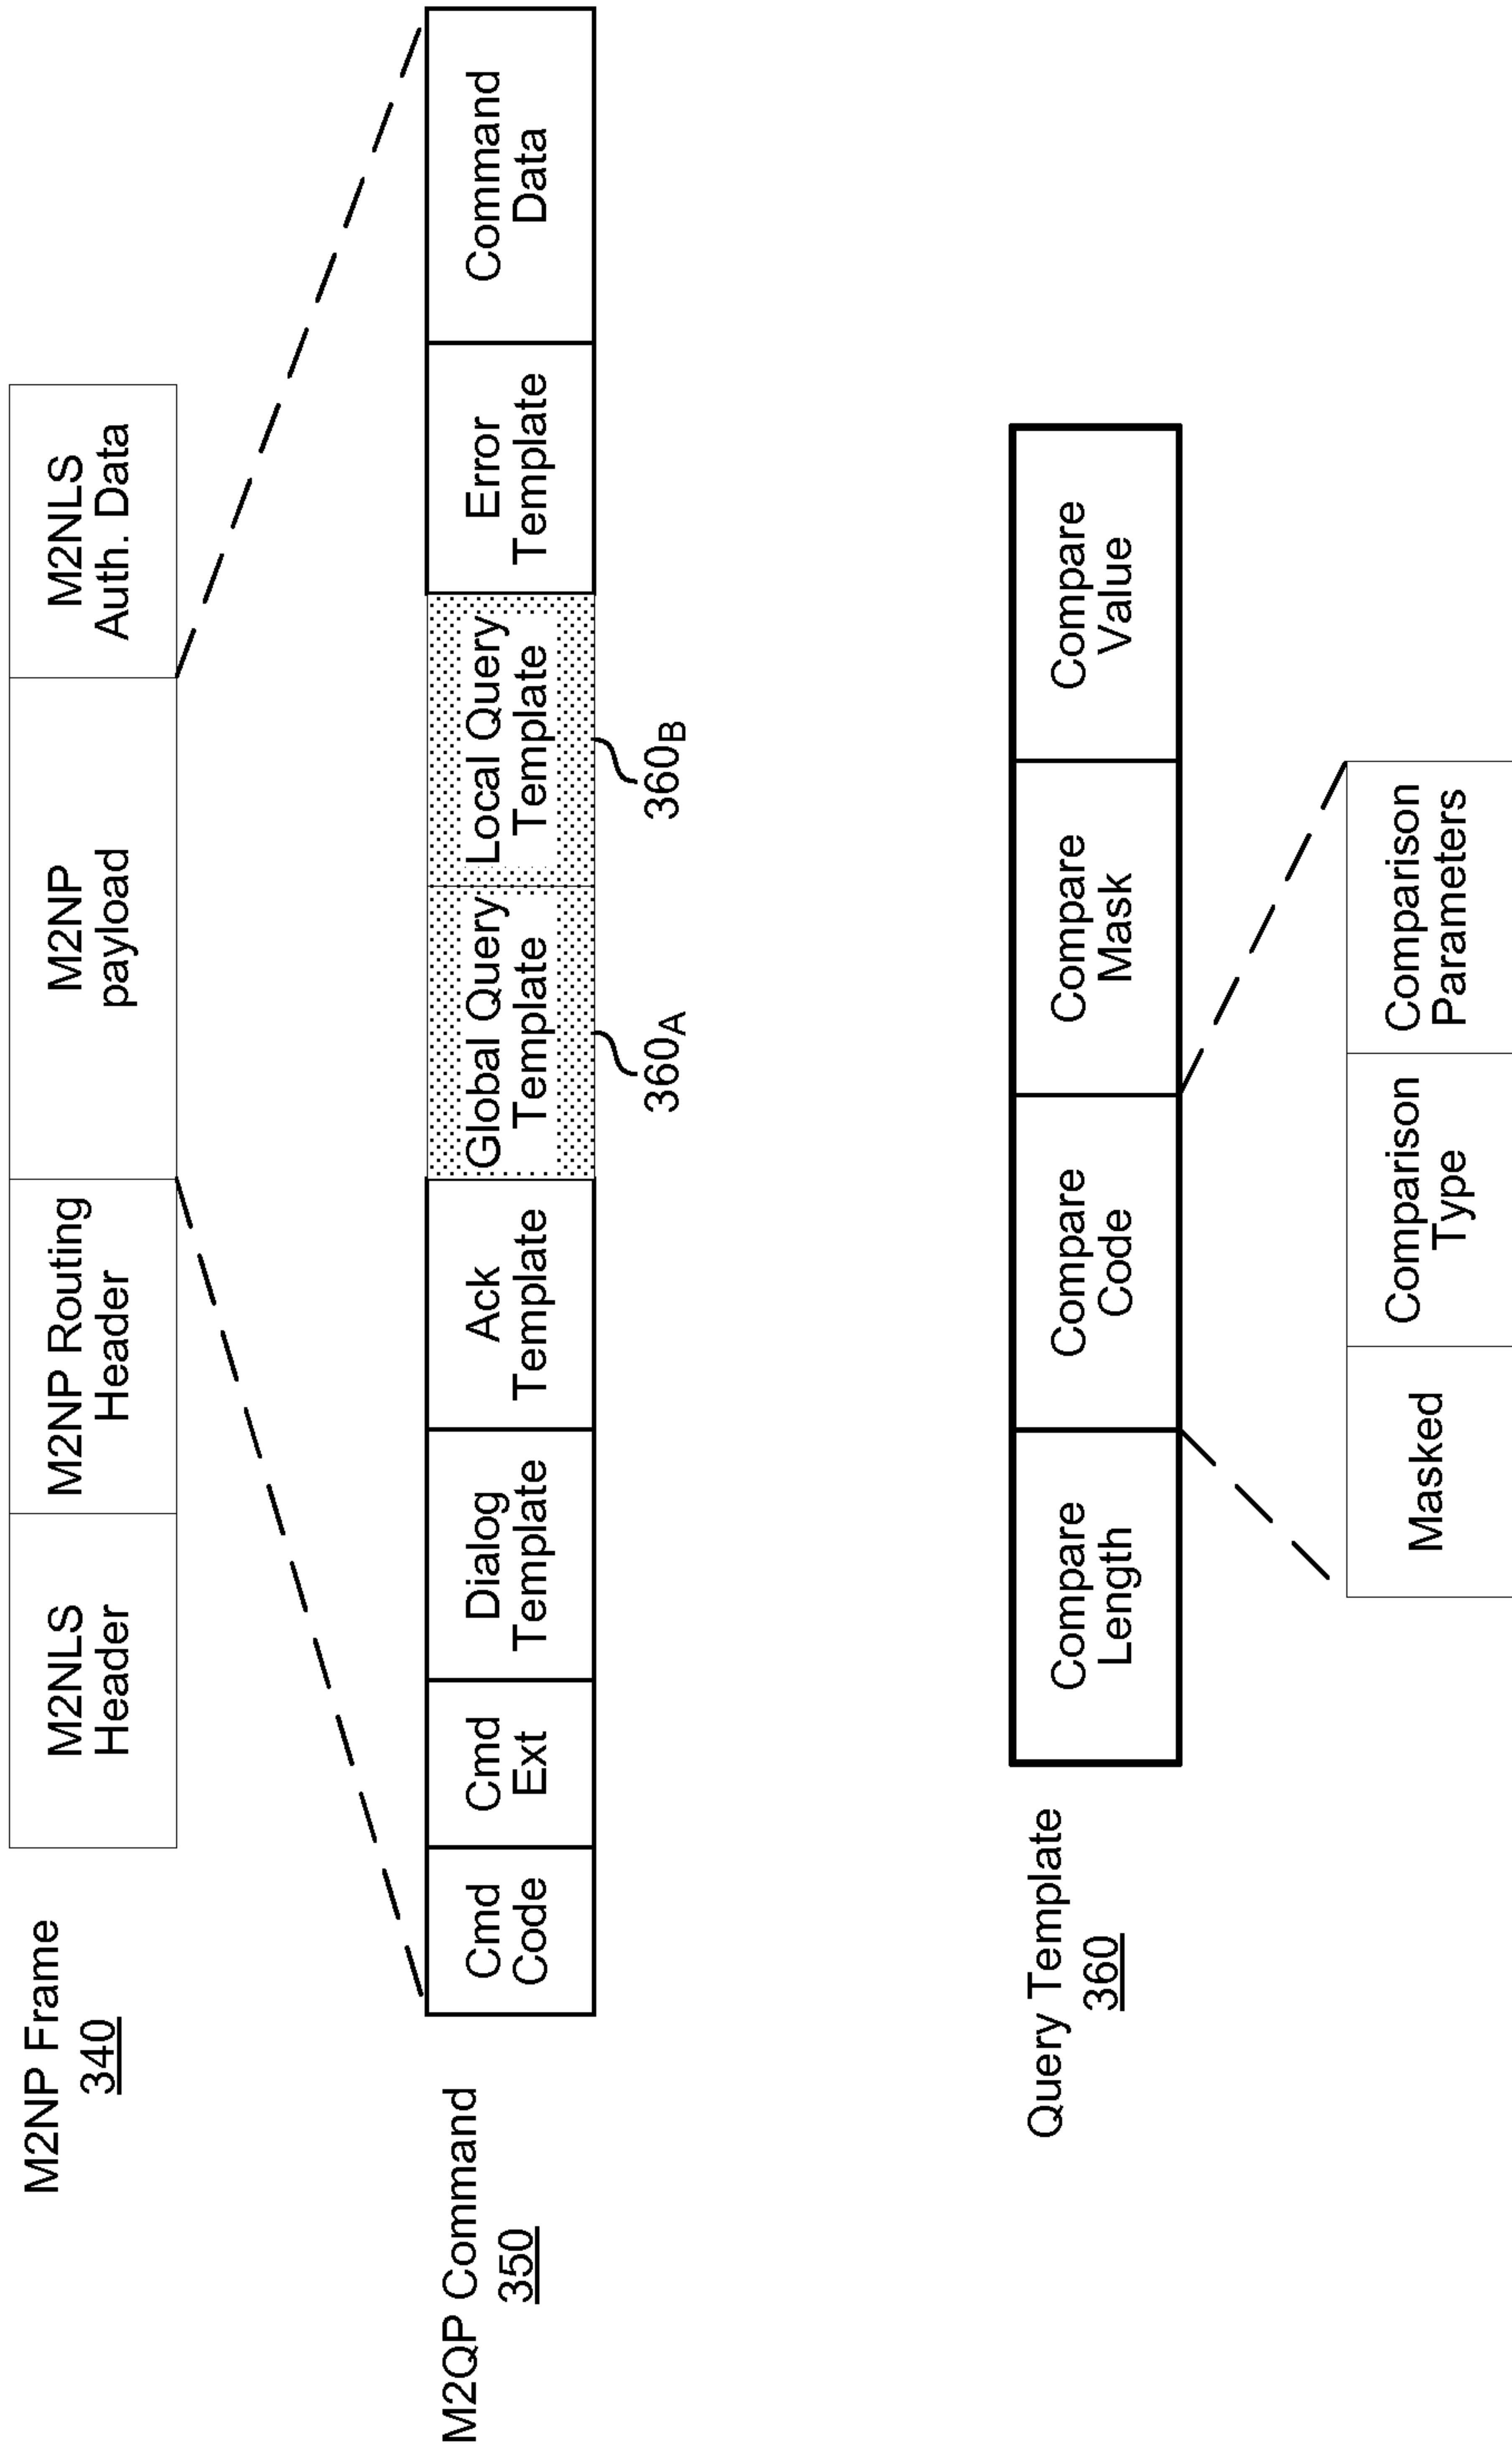 M2NP Frame
340
M2NLS
Header
M2NP Routing
Header
M2NP
payload
M2NLS
Auth. Data
M2QP Command
350
Cmd
Code
Cmd
Ext
Dialog
Template
Ack
Template
Global Query
Template
Local Query
Template
Error
Template
Command
Data
360A
360B
Query Template
360
Compare
Length
Compare
Code
Compare
Mask
Compare
Value
Masked
Comparison
Type
Comparison
Parameters